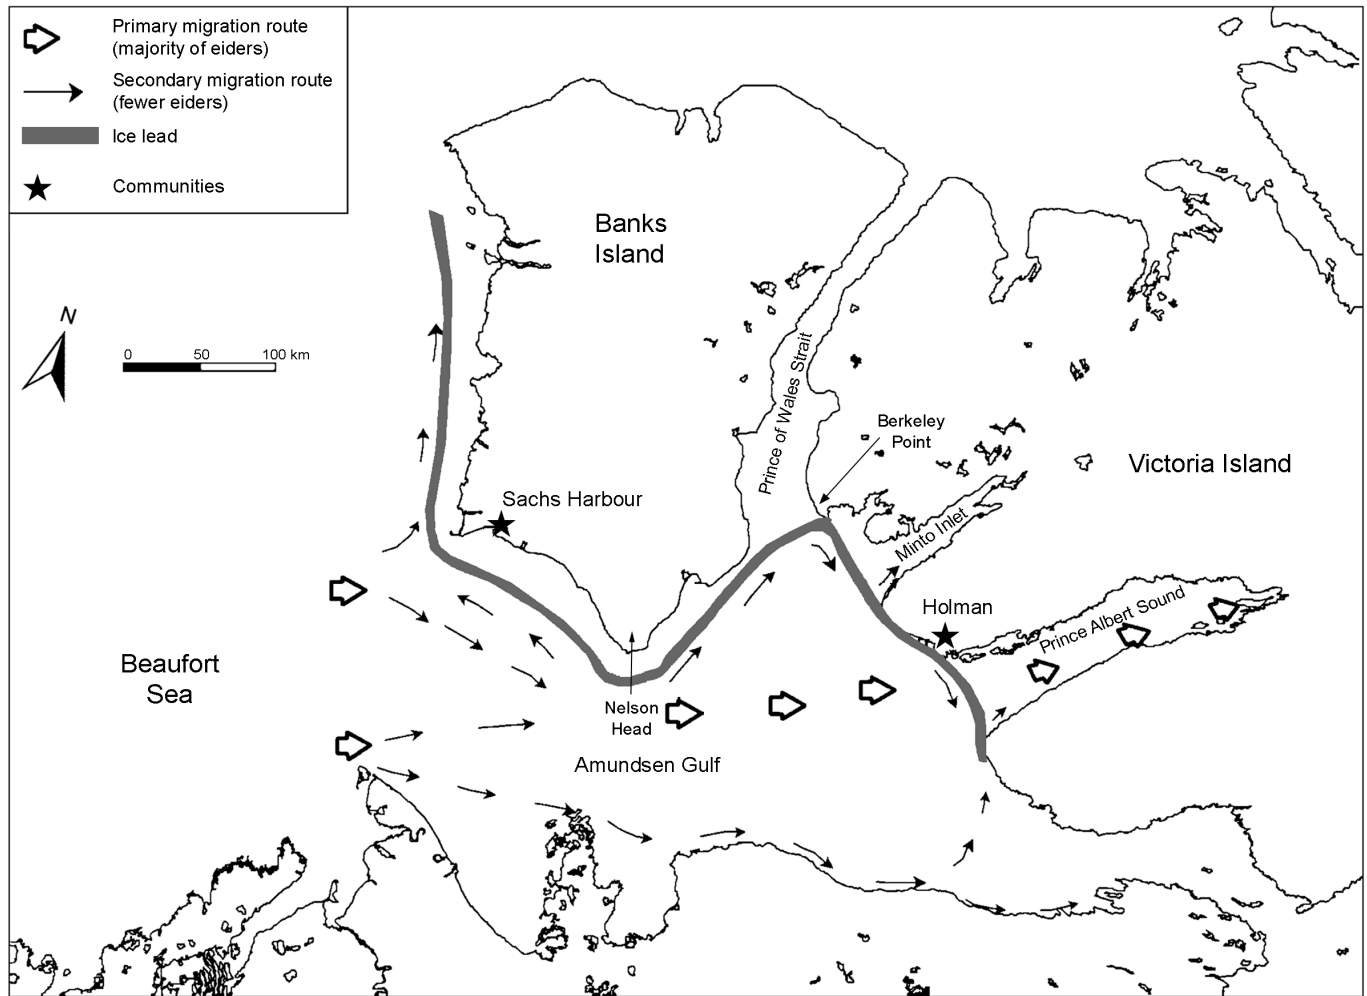 Primary migration route
(majority of eiders)
Secondary migration route
(fewer eiders)
Ice lead
Communities
Banks
Island
N
0 50 100 km
Prince of Wales Strait
Berkeley
Point
Victoria Island
Sachs Harbour
Minto Inlet
Holman
Prince Albert Sound
Beaufort
Sea
Nelson
Head
Amundsen Gulf